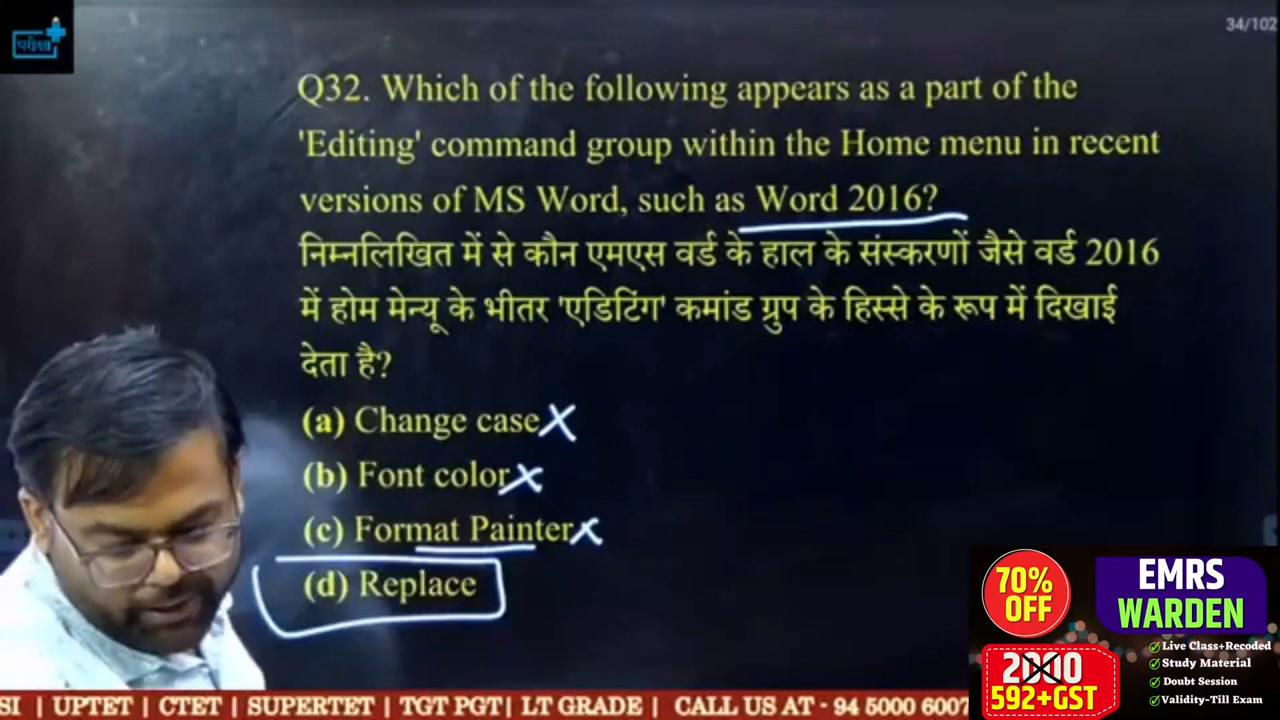 परीक्षा
34/102
Q32. Which of the following appears as a part of the
'Editing' command group within the Home menu in recent
versions of MS Word, such as Word 2016?
निम्नलिखित में से कौन एमएस वर्ड के हाल के संस्करणों जैसे वर्ड 2016
में होम मेन्यू के भीतर 'एडिटिंग' कमांड ग्रुप के हिस्से के रूप में दिखाई
देता है?
(a) Change case
(b) Font color
(c) Format Painter
(d) Replace
70%
OFF
EMRS
WARDEN
2000
592+GST
Live Class+Recoded
Study Material
Doubt Session
Validity-Till Exam
SI | UPTET | CTET | SUPERTET | TGT PGT | LT GRADE | CALL US AT - 94 5000 6007